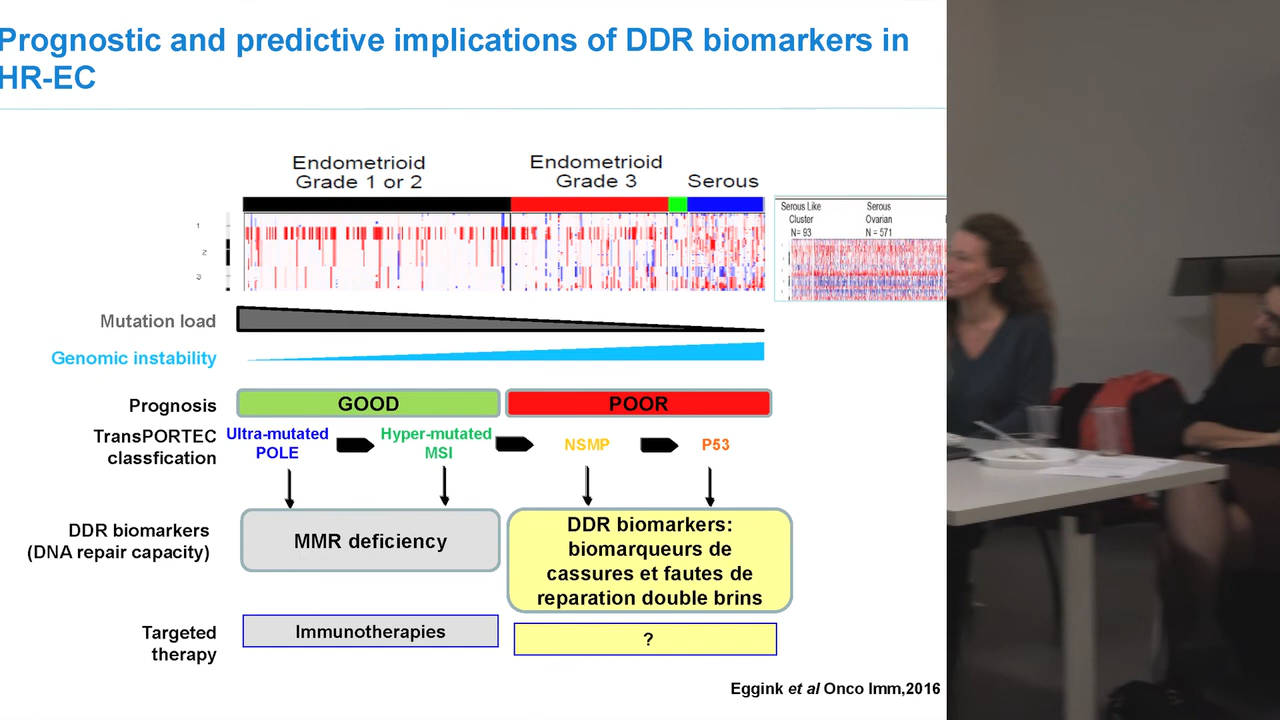 Prognostic and predictive implications of DDR biomarkers in
HR-EC
Endometrioid
Grade 1 or 2
Endometrioid
Grade 3
Serous
Serous Like
Cluster
N= 93
Serous
Ovarian
N = 571
1
2
3
Mutation load
Genomic instability
Prognosis
GOOD
POOR
TransPORTEC
classfication
Ultra-mutated
POLE
Hyper-mutated
MSI
NSMP
P53
DDR biomarkers
(DNA repair capacity)
MMR deficiency
DDR biomarkers:
biomarqueurs de
cassures et fautes de
reparation double brins
Targeted
therapy
Immunotherapies
?
Eggink et al Onco Imm,2016